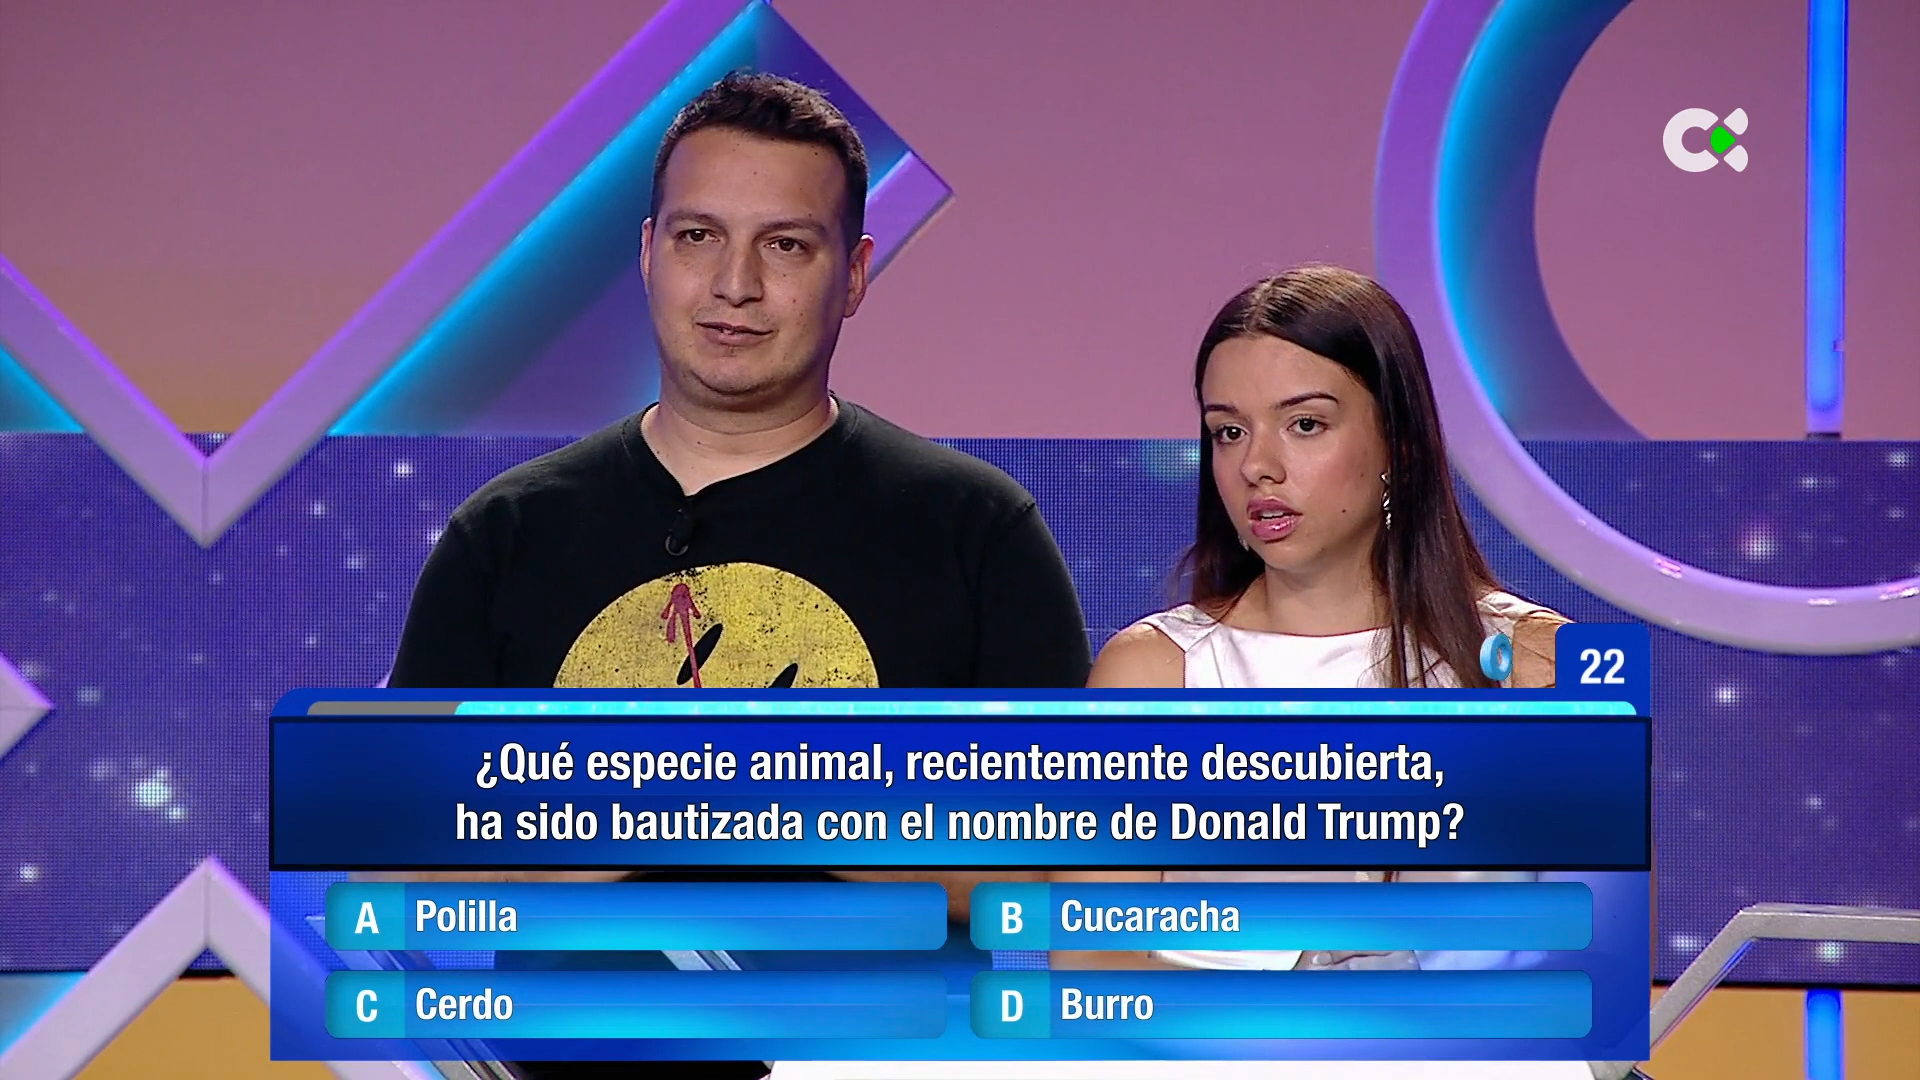 22
¿Qué especie animal, recientemente descubierta,
ha sido bautizada con el nombre de Donald Trump?
A Polilla
B Cucaracha
C Cerdo
D Burro